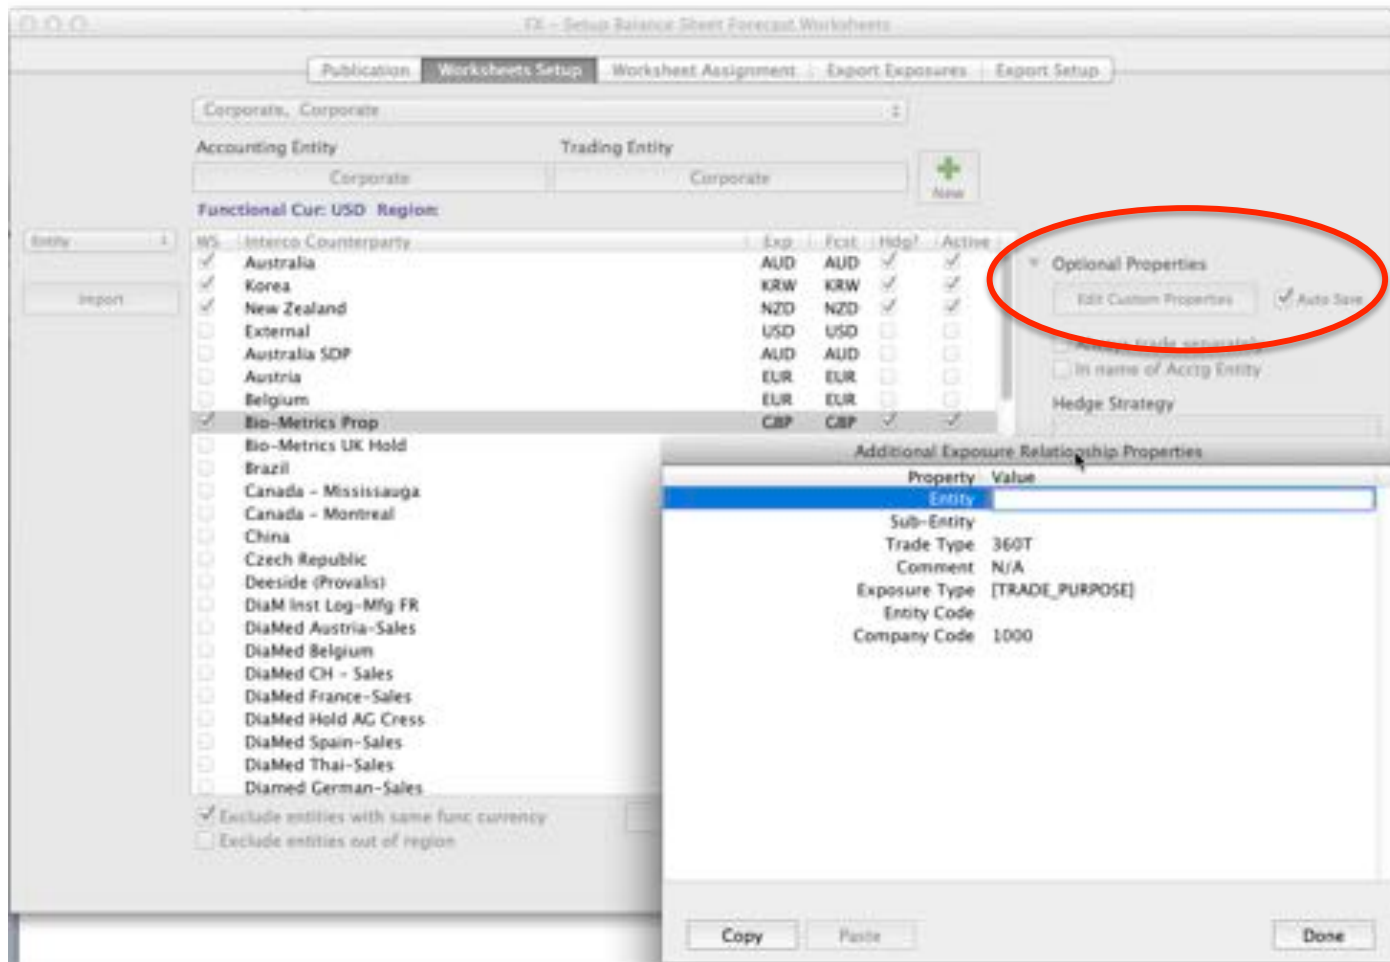 FX - Setup Balance Sheet Forecast Worksheets
Publication Worksheets Setup Worksheet Assignment Export Exposures Export Setup
Corporate, Corporate
Accounting Entity Trading Entity
Corporate Corporate New
Functional Cur: USD Region:
Entity WS Interco Counterparty Exp Fcst Hdg? Active
Australia AUD AUD Optional Properties
Import Korea KRW KRW Edit Custom Properties Auto Save
New Zealand NZD NZD
External USD USD
Australia SDP AUD AUD Always trade separately
Austria EUR EUR In name of Acctg Entity
Belgium EUR EUR Hedge Strategy
Bio-Metrics Prop GBP GBP
Bio-Metrics UK Hold
Brazil
Canada - Mississauga
Canada - Montreal
China
Czech Republic
Deeside (Provalis)
DiaM Inst Log-Mfg FR
DiaMed Austria-Sales
DiaMed Belgium
DiaMed CH - Sales
DiaMed France-Sales
DiaMed Hold AG Cress
DiaMed Spain-Sales
DiaMed Thai-Sales
Diamed German-Sales
Exclude entities with same func currency
Exclude entities out of region
Additional Exposure Relationship Properties
Property Value
Entity
Sub-Entity
Trade Type 360T
Comment N/A
Exposure Type [TRADE_PURPOSE]
Entity Code
Company Code 1000
Copy Paste Done